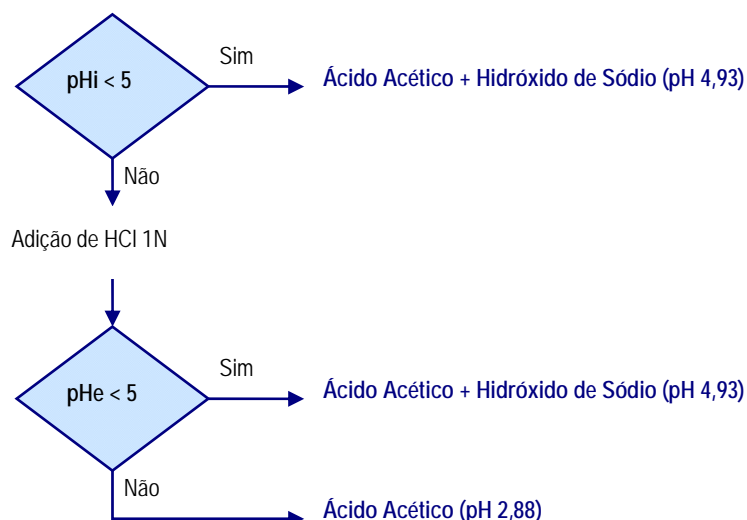 Sim
pHi < 5
Ácido Acético + Hidróxido de Sódio (pH 4,93)
Não
Adição de HCl 1N
Sim
pHe < 5
Ácido Acético + Hidróxido de Sódio (pH 4,93)
Não
Ácido Acético (pH 2,88)